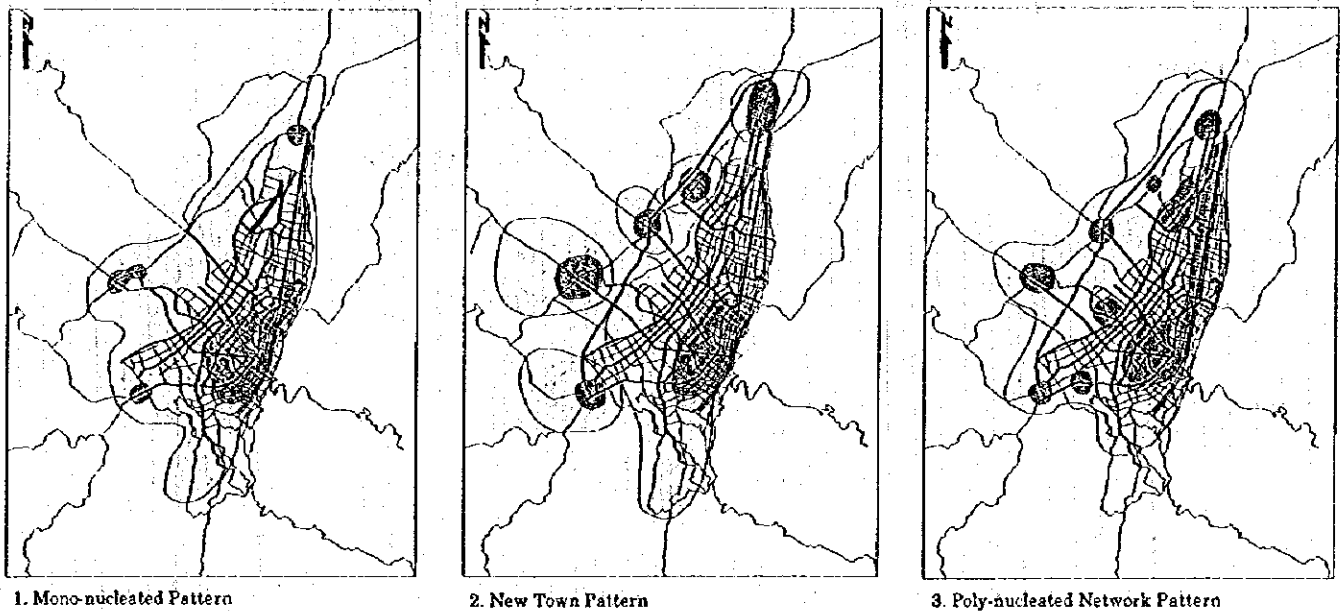 1. Mono-nucleated Pattern
2. New Town Pattern
3. Poly-nucleated Network Pattern